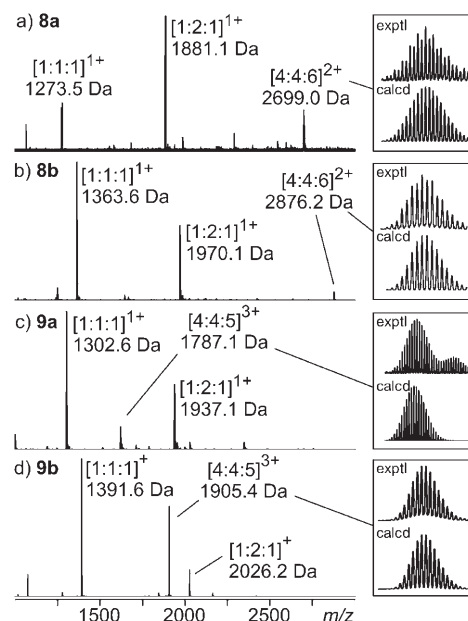 a) 8a
[1:1:1]1+
1273.5 Da
[1:2:1]1+
1881.1 Da
[4:4:6]2+
2699.0 Da
exptl
calcd
b) 8b
[1:1:1]1+
1363.6 Da
[1:2:1]1+
1970.1 Da
[4:4:6]2+
2876.2 Da
exptl
calcd
c) 9a
[1:1:1]1+
1302.6 Da
[4:4:5]3+
1787.1 Da
[1:2:1]1+
1937.1 Da
exptl
calcd
d) 9b
[1:1:1]+
1391.6 Da
[4:4:5]3+
1905.4 Da
[1:2:1]+
2026.2 Da
exptl
calcd
1500 2000 2500 m/z